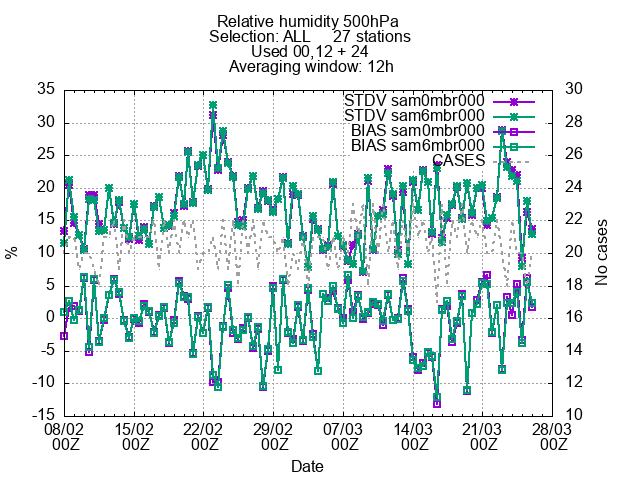 Relative humidity 500hPa
Selection: ALL     27 stations
Used 00,12 + 24
Averaging window: 12h
STDV sam0mbr000
STDV sam6mbr000
BIAS sam0mbr000
BIAS sam6mbr000
CASES
35
30
25
20
15
10
5
0
-5
-10
-15
%
30
28
26
24
22
20
18
16
14
12
10
No cases
08/02 15/02 22/02 29/02 07/03 14/03 21/03 28/03
00Z 00Z 00Z 00Z 00Z 00Z 00Z 00Z
Date